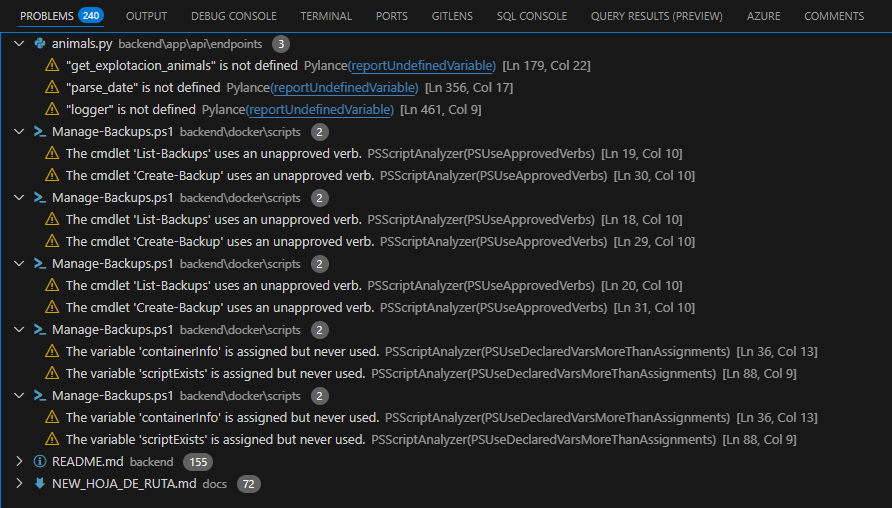 PROBLEMS 240 OUTPUT DEBUG CONSOLE TERMINAL PORTS GITLENS SQL CONSOLE QUERY RESULTS (PREVIEW) AZURE COMMENTS
animals.py backend\app\api\endpoints 3
"get_explotacion_animals" is not defined Pylance(reportUndefinedVariable) [Ln 179, Col 22]
"parse_date" is not defined Pylance(reportUndefinedVariable) [Ln 356, Col 17]
"logger" is not defined Pylance(reportUndefinedVariable) [Ln 461, Col 9]
Manage-Backups.ps1 backend\docker\scripts 2
The cmdlet 'List-Backups' uses an unapproved verb. PSScriptAnalyzer(PSUseApprovedVerbs) [Ln 19, Col 10]
The cmdlet 'Create-Backup' uses an unapproved verb. PSScriptAnalyzer(PSUseApprovedVerbs) [Ln 30, Col 10]
Manage-Backups.ps1 backend\docker\scripts 2
The cmdlet 'List-Backups' uses an unapproved verb. PSScriptAnalyzer(PSUseApprovedVerbs) [Ln 18, Col 10]
The cmdlet 'Create-Backup' uses an unapproved verb. PSScriptAnalyzer(PSUseApprovedVerbs) [Ln 29, Col 10]
Manage-Backups.ps1 backend\docker\scripts 2
The cmdlet 'List-Backups' uses an unapproved verb. PSScriptAnalyzer(PSUseApprovedVerbs) [Ln 20, Col 10]
The cmdlet 'Create-Backup' uses an unapproved verb. PSScriptAnalyzer(PSUseApprovedVerbs) [Ln 31, Col 10]
Manage-Backups.ps1 backend\docker\scripts 2
The variable 'containerInfo' is assigned but never used. PSScriptAnalyzer(PSUseDeclaredVarsMoreThanAssignments) [Ln 36, Col 13]
The variable 'scriptExists' is assigned but never used. PSScriptAnalyzer(PSUseDeclaredVarsMoreThanAssignments) [Ln 88, Col 9]
Manage-Backups.ps1 backend\docker\scripts 2
The variable 'containerInfo' is assigned but never used. PSScriptAnalyzer(PSUseDeclaredVarsMoreThanAssignments) [Ln 36, Col 13]
The variable 'scriptExists' is assigned but never used. PSScriptAnalyzer(PSUseDeclaredVarsMoreThanAssignments) [Ln 88, Col 9]
README.md backend 155
NEW_HOJA_DE_RUTA.md docs 72